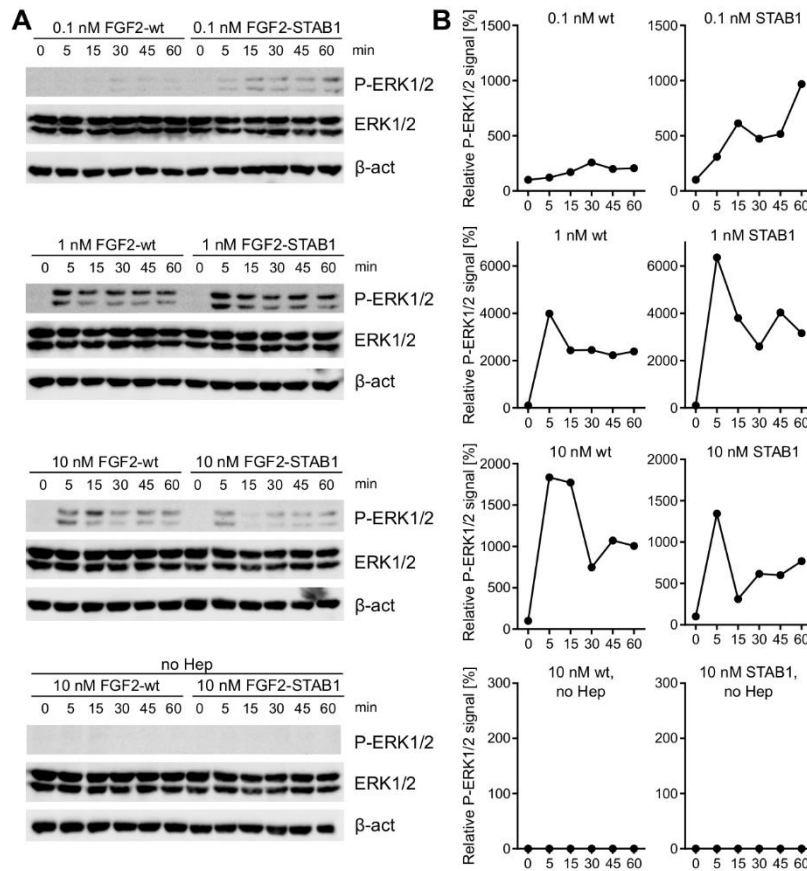 A
0.1 nM FGF2-wt 0.1 nM FGF2-STAB1
0 5 15 30 45 60 0 5 15 30 45 60 min
P-ERK1/2
ERK1/2
β-act
1 nM FGF2-wt 1 nM FGF2-STAB1
0 5 15 30 45 60 0 5 15 30 45 60 min
P-ERK1/2
ERK1/2
β-act
10 nM FGF2-wt 10 nM FGF2-STAB1
0 5 15 30 45 60 0 5 15 30 45 60 min
P-ERK1/2
ERK1/2
β-act
no Hep
10 nM FGF2-wt 10 nM FGF2-STAB1
0 5 15 30 45 60 0 5 15 30 45 60 min
P-ERK1/2
ERK1/2
β-act
B
Relative P-ERK1/2 signal [%]
0.1 nM wt
1500
1000
500
0
0 5 15 30 45 60
0.1 nM STAB1
1500
1000
500
0
0 5 15 30 45 60
Relative P-ERK1/2 signal [%]
1 nM wt
6000
4000
2000
0
0 5 15 30 45 60
1 nM STAB1
6000
4000
2000
0
0 5 15 30 45 60
Relative P-ERK1/2 signal [%]
10 nM wt
2000
1500
1000
500
0
0 5 15 30 45 60
10 nM STAB1
2000
1500
1000
500
0
0 5 15 30 45 60
Relative P-ERK1/2 signal [%]
10 nM wt,
no Hep
300
200
100
0
0 5 15 30 45 60
10 nM STAB1,
no Hep
300
200
100
0
0 5 15 30 45 60